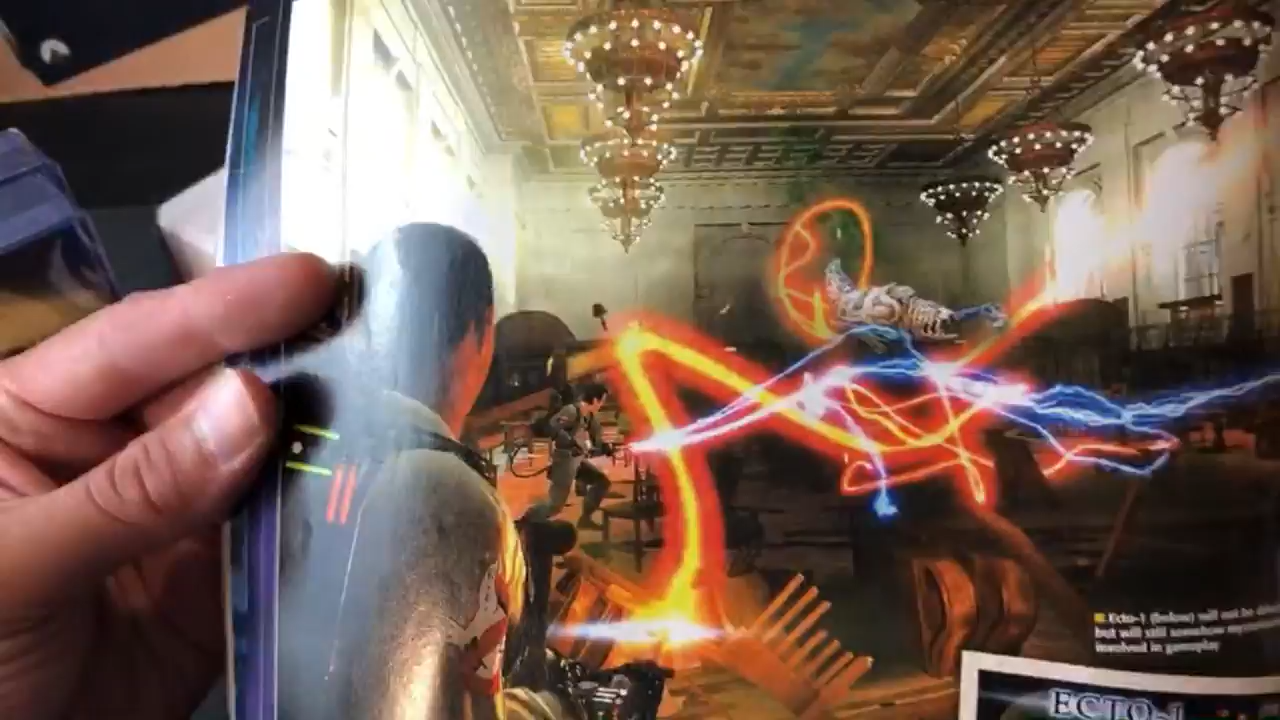 Ecto-1 (below) will not be
but will still somehow
involved in gameplay
ECTO-1